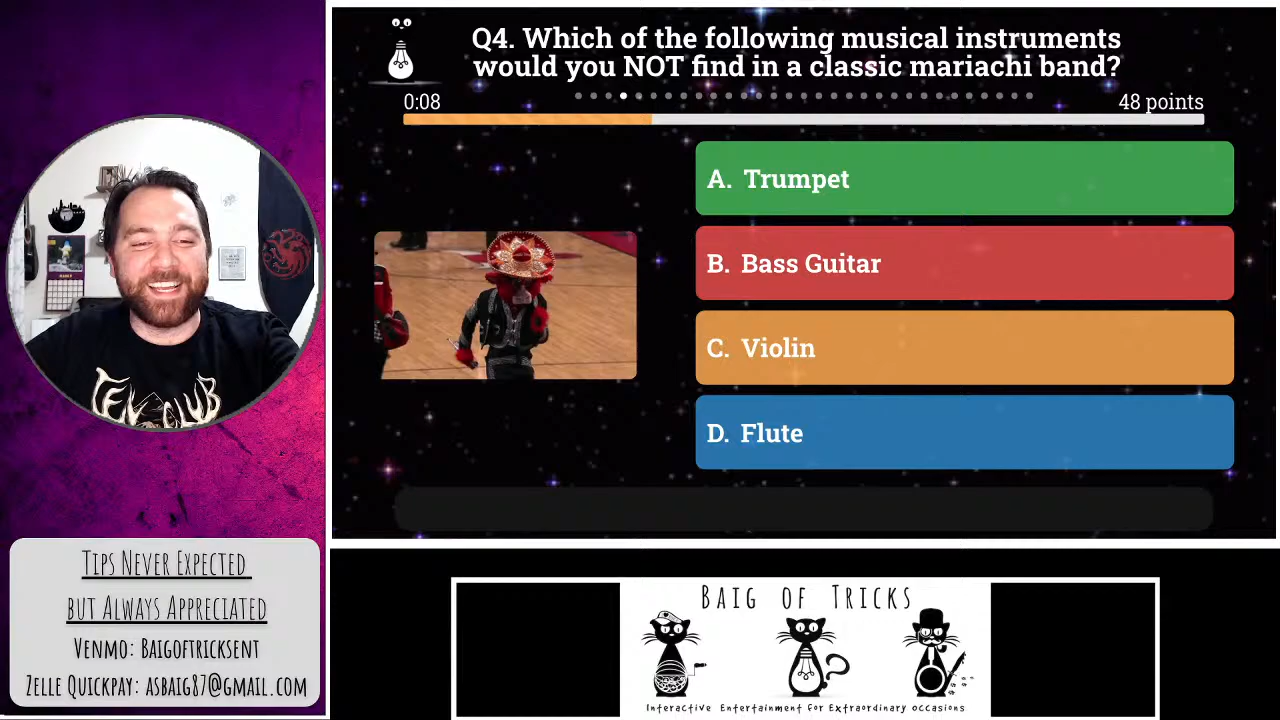 Q4. Which of the following musical instruments
would you NOT find in a classic mariachi band?
0:08
48 points
A. Trumpet
B. Bass Guitar
C. Violin
D. Flute
TEN CLUB
Tips Never Expected
but Always Appreciated
Venmo: Baigoftricksent
Zelle Quickpay: asbaig87@gmail.com
Baig of Tricks
Interactive Entertainment for Extraordinary Occasions